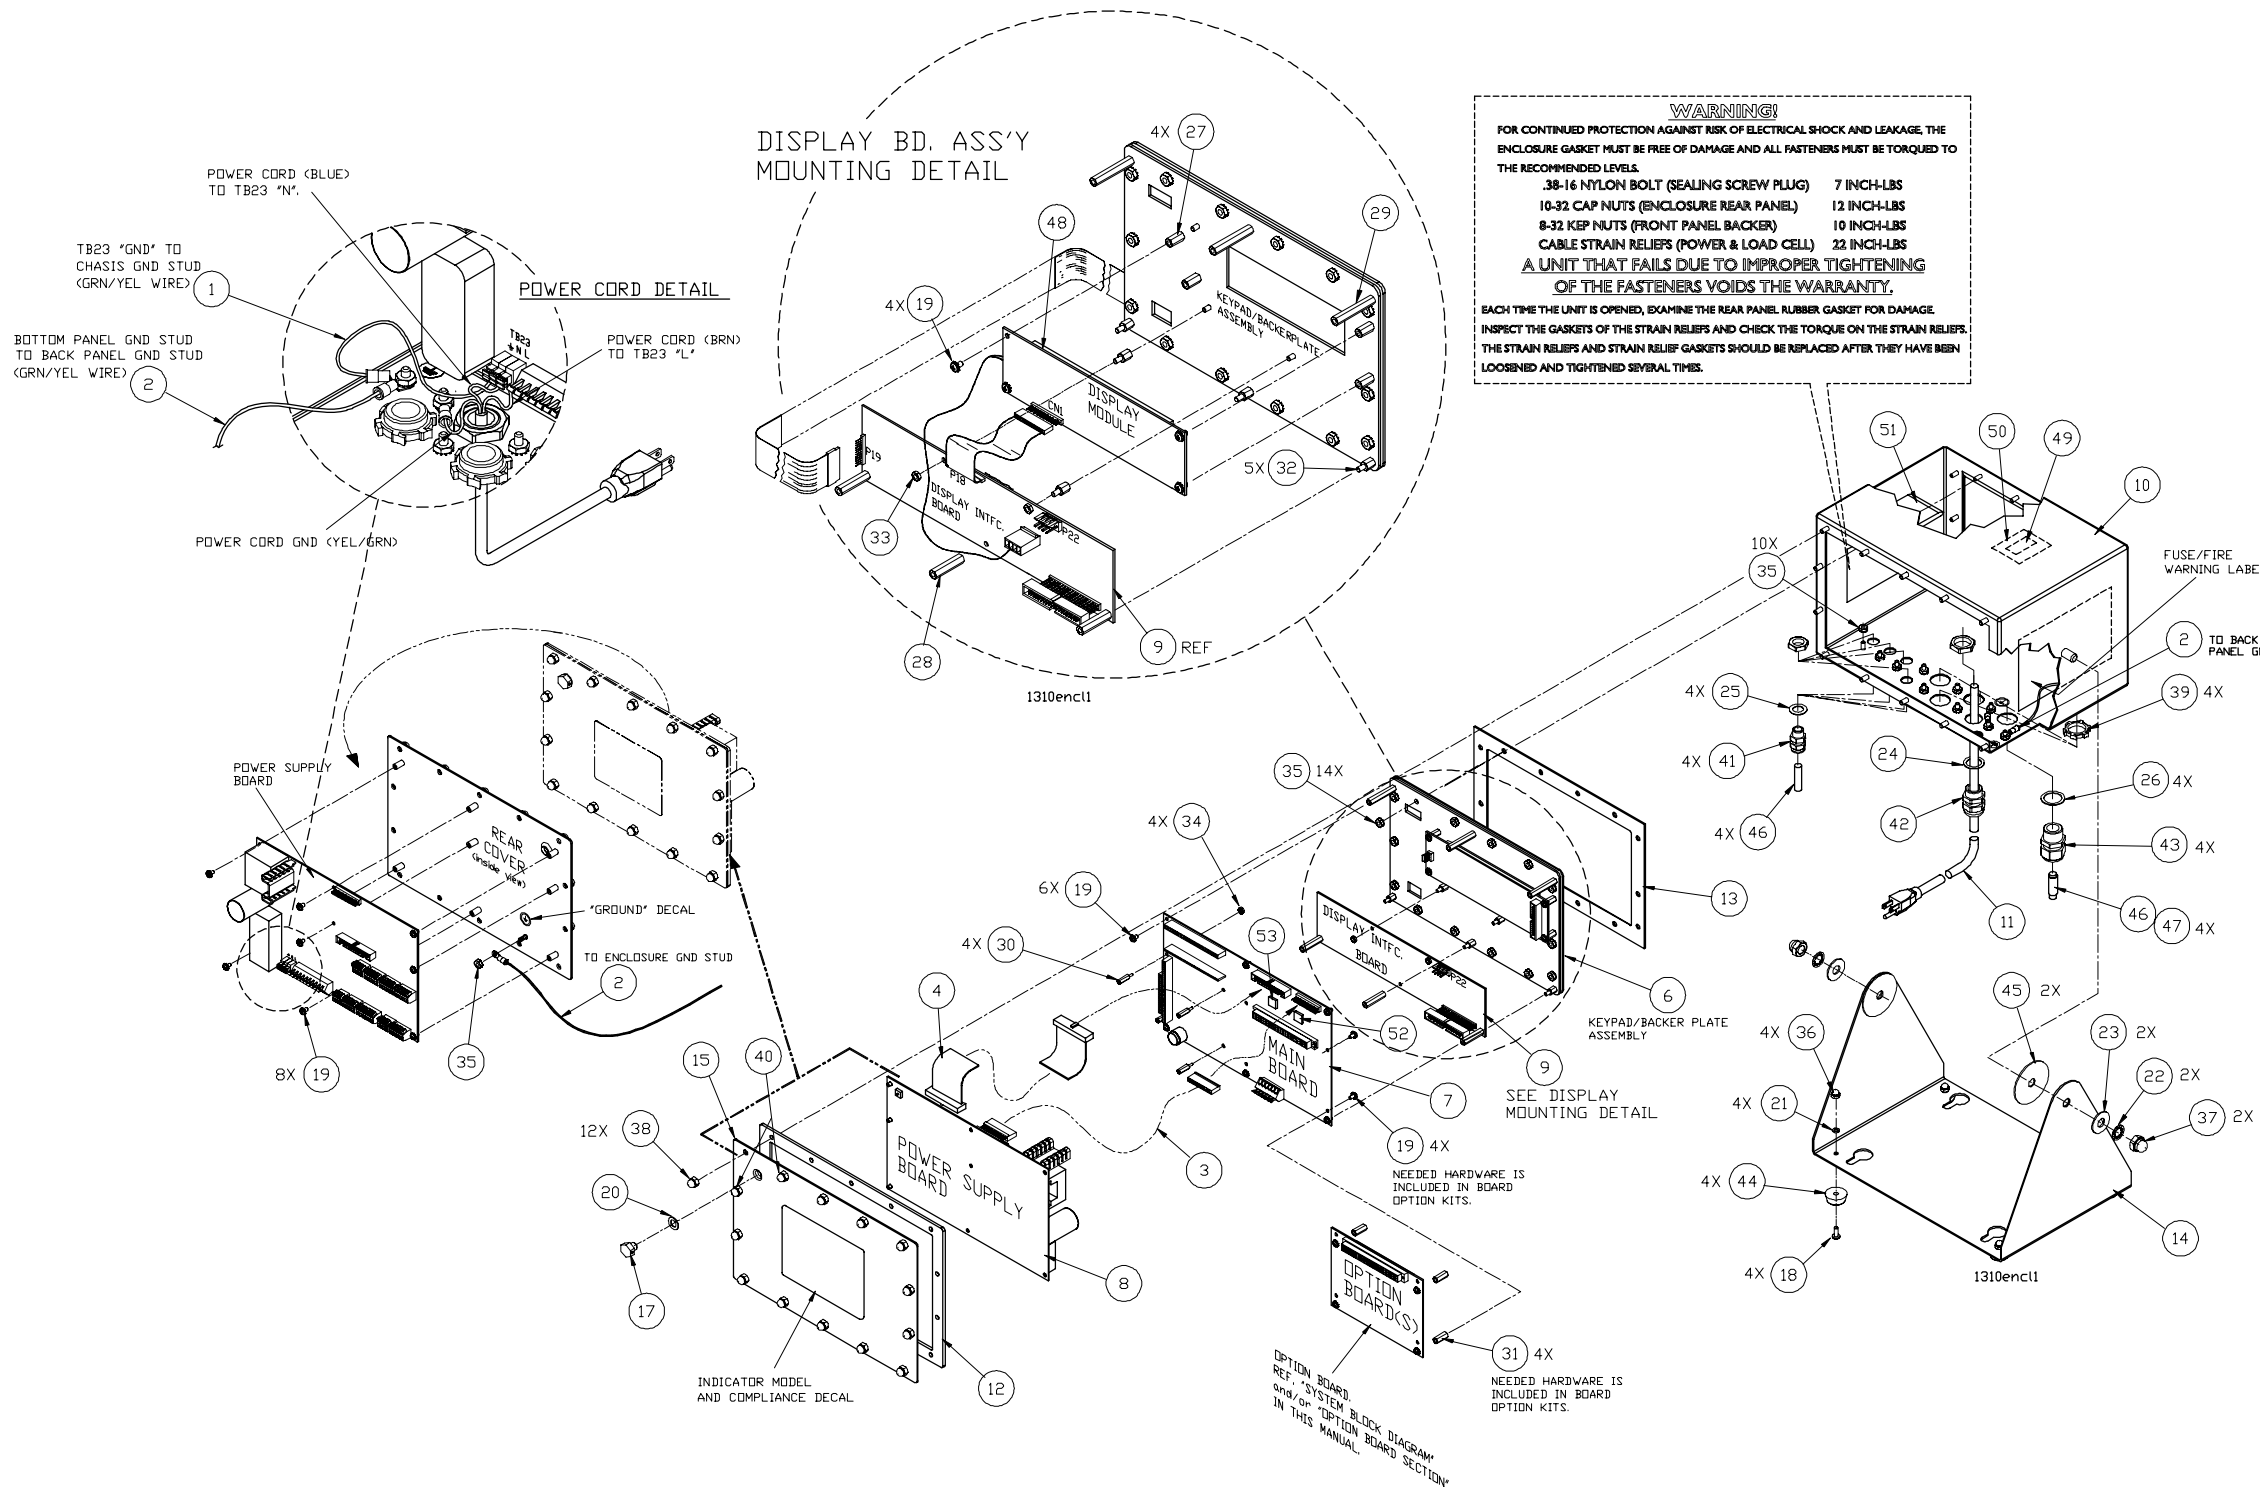 DISPLAY BD. ASS'Y
MOUNTING DETAIL
POWER CORD (BLUE)
TO TB23 "N".
TB23 "GND" TO
CHASIS GND STUD
(GRN/YEL WIRE)
1
BOTTOM PANEL GND STUD
TO BACK PANEL GND STUD
(GRN/YEL WIRE)
2
POWER CORD DETAIL
TB23
N L
POWER CORD (BRN)
TO TB23 "L"
POWER CORD GND (YEL/GRN)
4X 27
48
29
4X 19
KEYPAD/BACKERPLATE
ASSEMBLY
CN1
DISPLAY
MODULE
P19
P18
DISPLAY INTFC.
BOARD
JP22
5X 32
33
28
9 REF
1310encl1
WARNING!
FOR CONTINUED PROTECTION AGAINST RISK OF ELECTRICAL SHOCK AND LEAKAGE, THE
ENCLOSURE GASKET MUST BE FREE OF DAMAGE AND ALL FASTENERS MUST BE TORQUED TO
THE RECOMMENDED LEVELS.
.38-16 NYLON BOLT (SEALING SCREW PLUG) 7 INCH-LBS
10-32 CAP NUTS (ENCLOSURE REAR PANEL) 12 INCH-LBS
8-32 KEP NUTS (FRONT PANEL BACKER) 10 INCH-LBS
CABLE STRAIN RELIEFS (POWER & LOAD CELL) 22 INCH-LBS
A UNIT THAT FAILS DUE TO IMPROPER TIGHTENING
OF THE FASTENERS VOIDS THE WARRANTY.
EACH TIME THE UNIT IS OPENED, EXAMINE THE REAR PANEL RUBBER GASKET FOR DAMAGE.
INSPECT THE GASKETS OF THE STRAIN RELIEFS AND CHECK THE TORQUE ON THE STRAIN RELIEFS.
THE STRAIN RELIEFS AND STRAIN RELIEF GASKETS SHOULD BE REPLACED AFTER THEY HAVE BEEN
LOOSENED AND TIGHTENED SEVERAL TIMES.
51
50
49
10
10X
35
FUSE/FIRE
WARNING LABE
2 TO BACK
PANEL G
39 4X
4X 25
4X 41
4X 46
24
42
26 4X
43 4X
46 47 4X
11
POWER SUPPLY
BOARD
REAR
COVER
(inside view)
"GROUND" DECAL
TO ENCLOSURE GND STUD
2
35
8X 19
35 14X
4X 34
6X 19
4X 30
53
52
13
DISPLAY INTFC.
BOARD
JP22
6
KEYPAD/BACKER PLATE
ASSEMBLY
9
SEE DISPLAY
MOUNTING DETAIL
MAIN
BOARD
7
19 4X
NEEDED HARDWARE IS
INCLUDED IN BOARD
OPTION KITS.
4
3
15
40
12X 38
20
17
POWER SUPPLY
BOARD
8
12
INDICATOR MODEL
AND COMPLIANCE DECAL
OPTION
BOARD(S)
31 4X
NEEDED HARDWARE IS
INCLUDED IN BOARD
OPTION KITS.
OPTION BOARD.
REF. "SYSTEM BLOCK DIAGRAM"
and/or "OPTION BOARD SECTION"
IN THIS MANUAL.
45 2X
4X 36
23 2X
22 2X
4X 21
37 2X
4X 44
14
4X 18
1310encl1